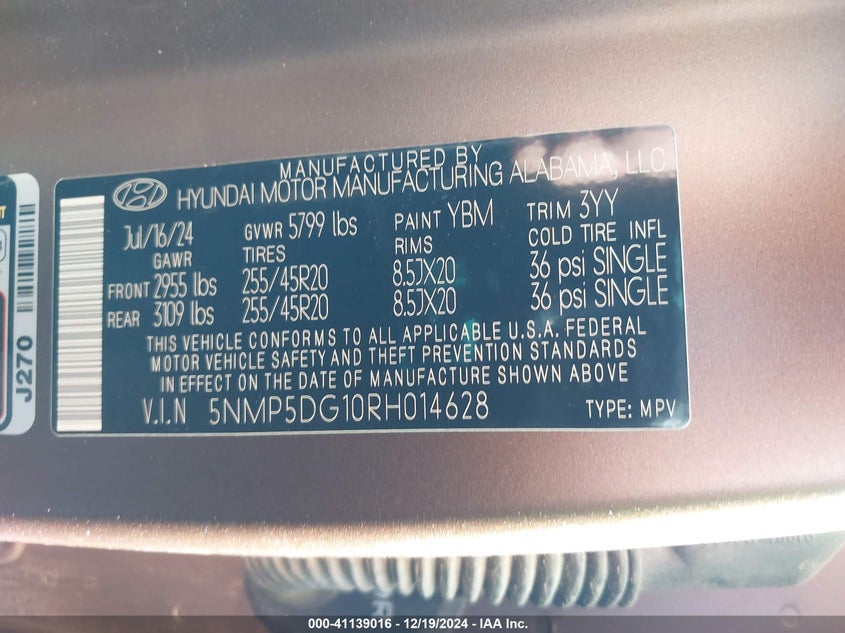 MANUFACTURED BY
HYUNDAI MOTOR MANUFACTURING ALABAMA, LLC
Jul/16/24 GVWR 5799 lbs PAINT YBM TRIM 3YY
GAWR TIRES RIMS COLD TIRE INFL
FRONT 2955 lbs 255/45R20 8.5JX20 36 psi SINGLE
REAR 3109 lbs 255/45R20 8.5JX20 36 psi SINGLE
THIS VEHICLE CONFORMS TO ALL APPLICABLE U.S.A. FEDERAL
MOTOR VEHICLE SAFETY AND THEFT PREVENTION STANDARDS
IN EFFECT ON THE DATE OF MANUFACTURE SHOWN ABOVE
V.I.N 5NMP5DG10RH014628 TYPE: MPV
J270
000-41139016 - 12/19/2024 - IAA Inc.